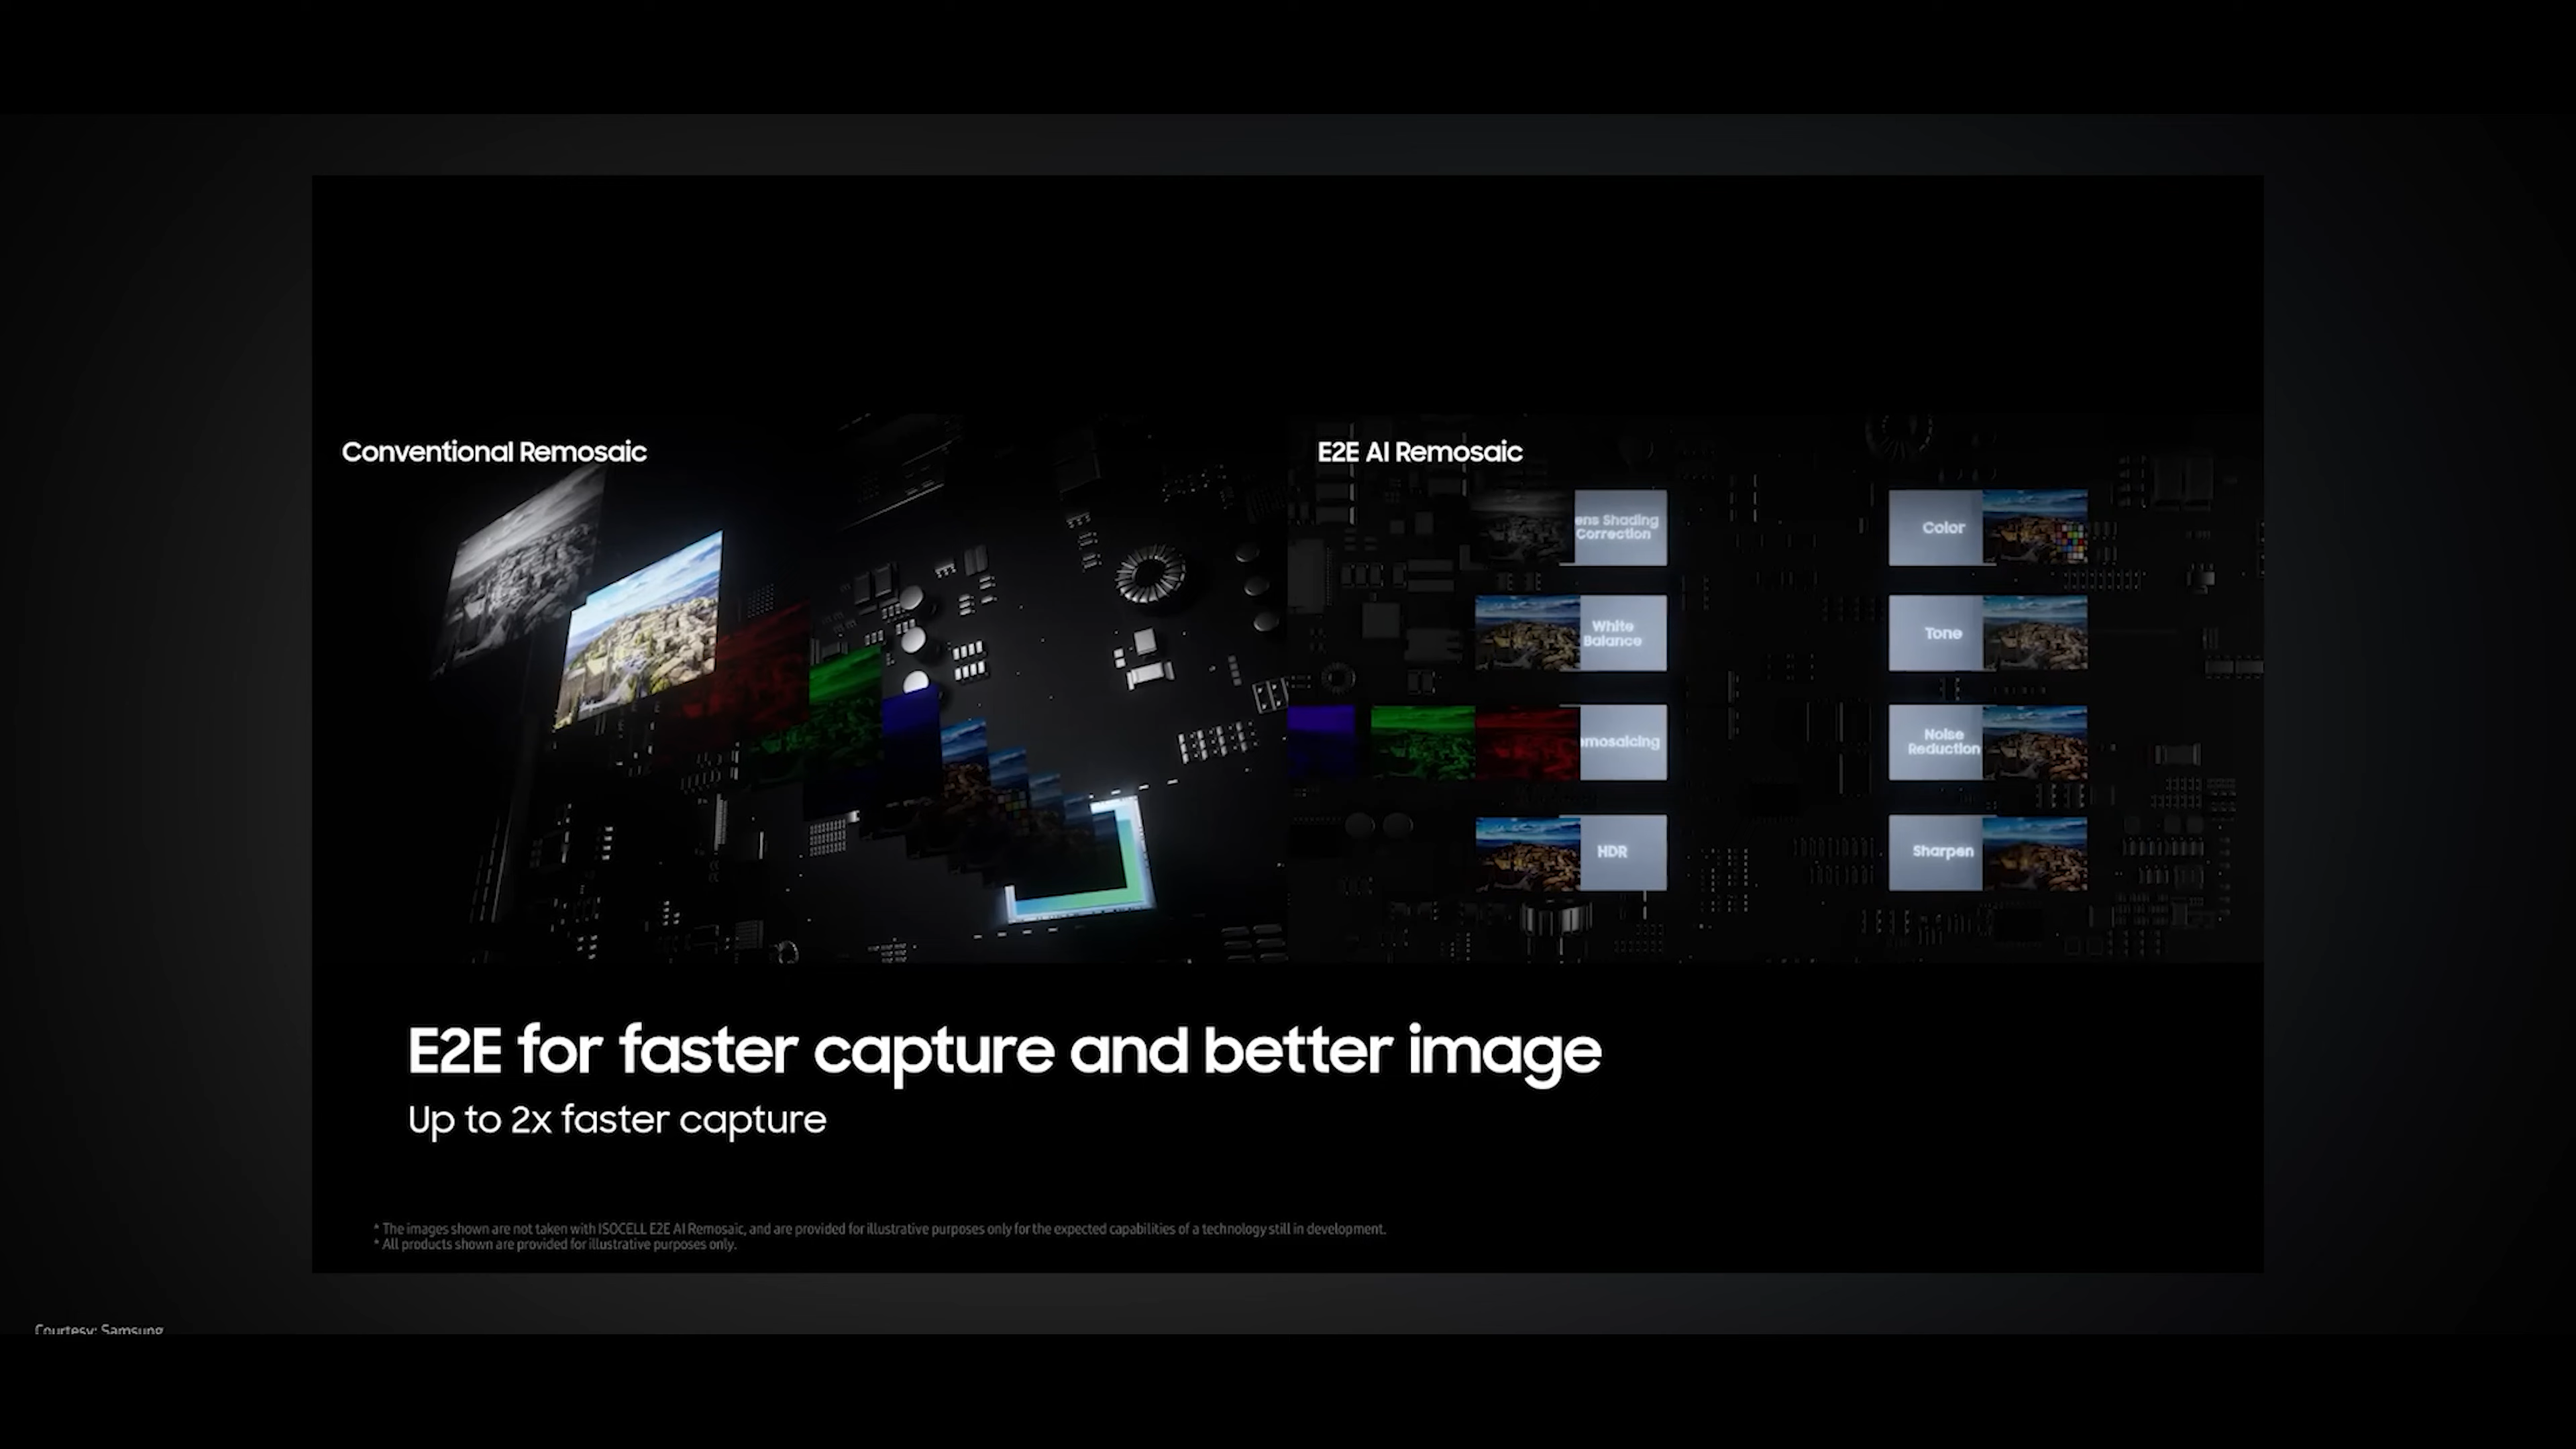 Conventional Remosaic
E2E AI Remosaic
ens Shading
Correction
Color
White
Balance
Tone
mosaicing
Noise
Reduction
HDR
Sharpen
E2E for faster capture and better image
Up to 2x faster capture
* The images shown are not taken with ISOCELL E2E AI Remosaic, and are provided for illustrative purposes only for the expected capabilities of a technology still in development.
* All products shown are provided for illustrative purposes only.
Courtesy: Samsung